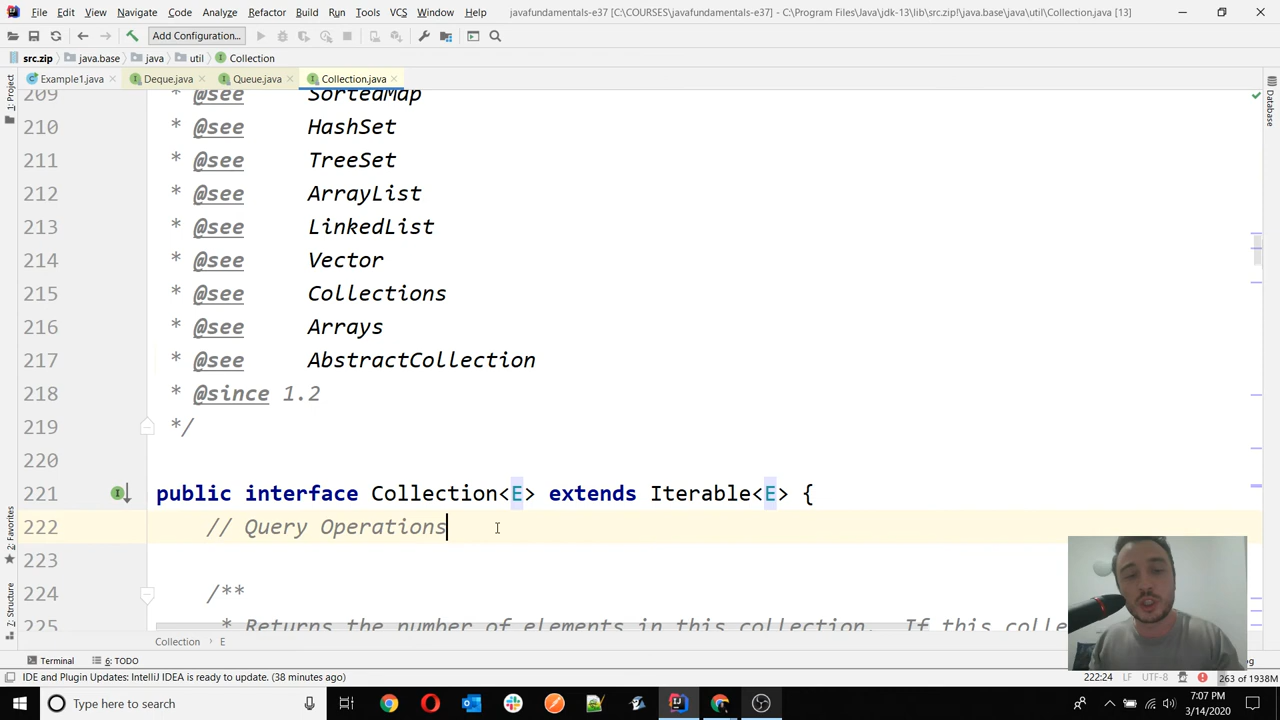 File Edit View Navigate Code Analyze Refactor Build Run Tools VCS Window Help javafundamentals-e37 [C:\COURSES\javafundamentals-e37] - C:\Program Files\Java\jdk-13\lib\src.zip!\java.base\java\util\Collection.java [13]
Add Configuration...
src.zip java.base java util Collection
Example1.java Deque.java Queue.java Collection.java
209 * @see SortedMap
210 * @see HashSet
211 * @see TreeSet
212 * @see ArrayList
213 * @see LinkedList
214 * @see Vector
215 * @see Collections
216 * @see Arrays
217 * @see AbstractCollection
218 * @since 1.2
219 */
220
221 public interface Collection<E> extends Iterable<E> {
222 // Query Operations
223
224 /**
225 * Returns the number of elements in this collection. If this colle
1: Project
2: Favorites
7: Structure
Database
Collection E
Terminal 6: TODO
IDE and Plugin Updates: IntelliJ IDEA is ready to update. (38 minutes ago) 222:24 LF UTF-8 263 of 1938M
Type here to search
7:07 PM
3/14/2020